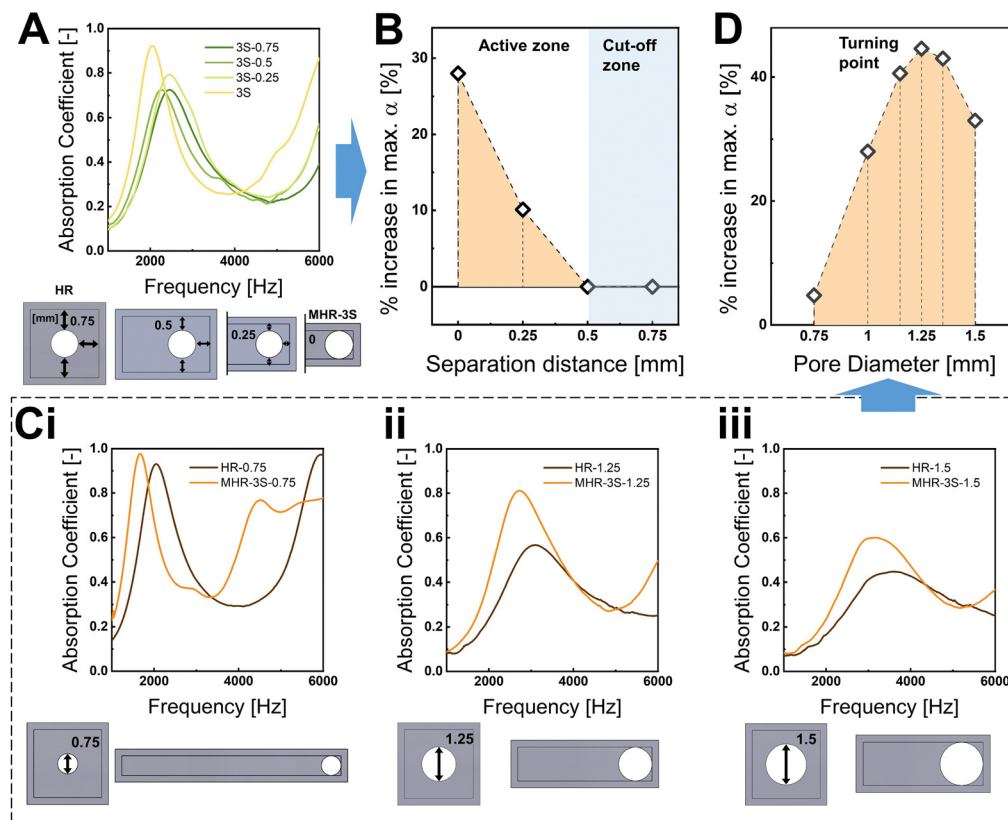 A
Absorption Coefficient [-]
1.0
0.8
0.6
0.4
0.2
0.0
3S-0.75
3S-0.5
3S-0.25
3S
2000
4000
6000
Frequency [Hz]
HR
[mm]
0.75
0.5
0.25
MHR-3S
0
B
% increase in max. α [%]
30
20
10
0
Active zone
Cut-off
zone
0
0.25
0.5
0.75
Separation distance [mm]
D
% increase in max. α [%]
40
20
0
Turning
point
0.75
1
1.25
1.5
Pore Diameter [mm]
Ci
Absorption Coefficient [-]
1.0
0.8
0.6
0.4
0.2
0.0
HR-0.75
MHR-3S-0.75
2000
4000
6000
Frequency [Hz]
0.75
ii
Absorption Coefficient [-]
1.0
0.8
0.6
0.4
0.2
0.0
HR-1.25
MHR-3S-1.25
2000
4000
6000
Frequency [Hz]
1.25
iii
Absorption Coefficient [-]
1.0
0.8
0.6
0.4
0.2
0.0
HR-1.5
MHR-3S-1.5
2000
4000
6000
Frequency [Hz]
1.5